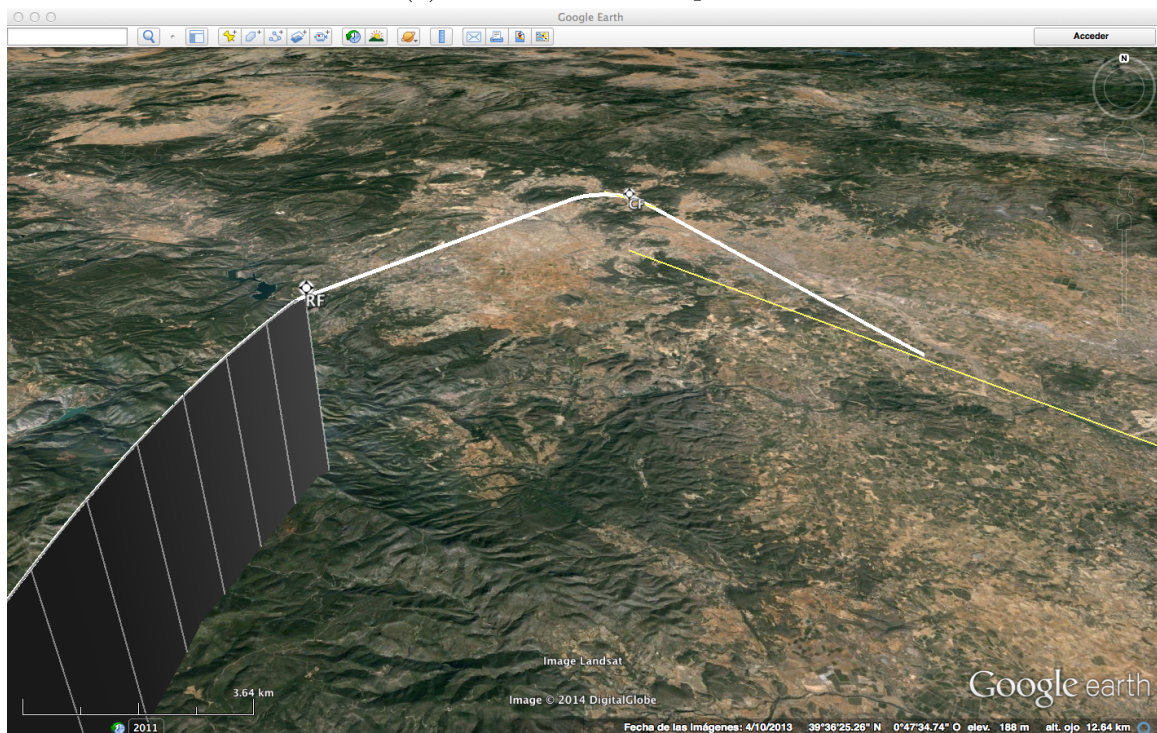 Google Earth
Acceder
N
CF
RF
Image Landsat
3.64 km
Image © 2014 DigitalGlobe
Google earth
2011
Fecha de las Imágenes: 4/10/2013 39°36'25.26" N 0°47'34.74" O elev. 188 m alt. ojo 12.64 km